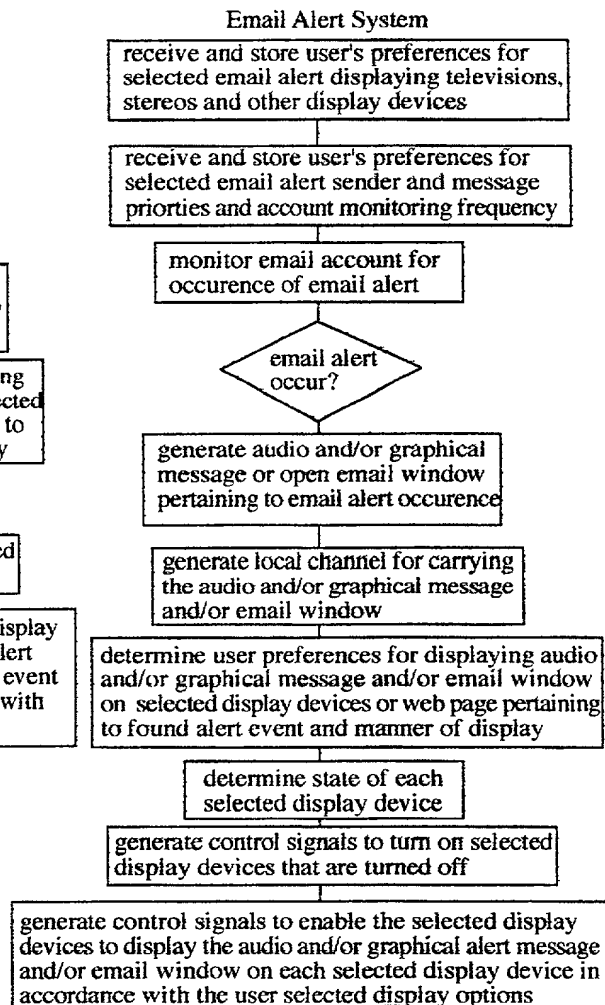 Email Alert System
receive and store user's preferences for
selected email alert displaying televisions,
stereos and other display devices
receive and store user's preferences for
selected email alert sender and message
priorties and account monitoring frequency
monitor email account for
occurence of email alert
email alert
occur?
generate audio and/or graphical
message or open email window
pertaining to email alert occurence
generate local channel for carrying
the audio and/or graphical message
and/or email window
determine user preferences for displaying audio
and/or graphical message and/or email window
on selected display devices or web page pertaining
to found alert event and manner of display
determine state of each
selected display device
generate control signals to turn on selected
display devices that are turned off
generate control signals to enable the selected display
devices to display the audio and/or graphical alert message
and/or email window on each selected display device in
accordance with the user selected display options
to
event
with